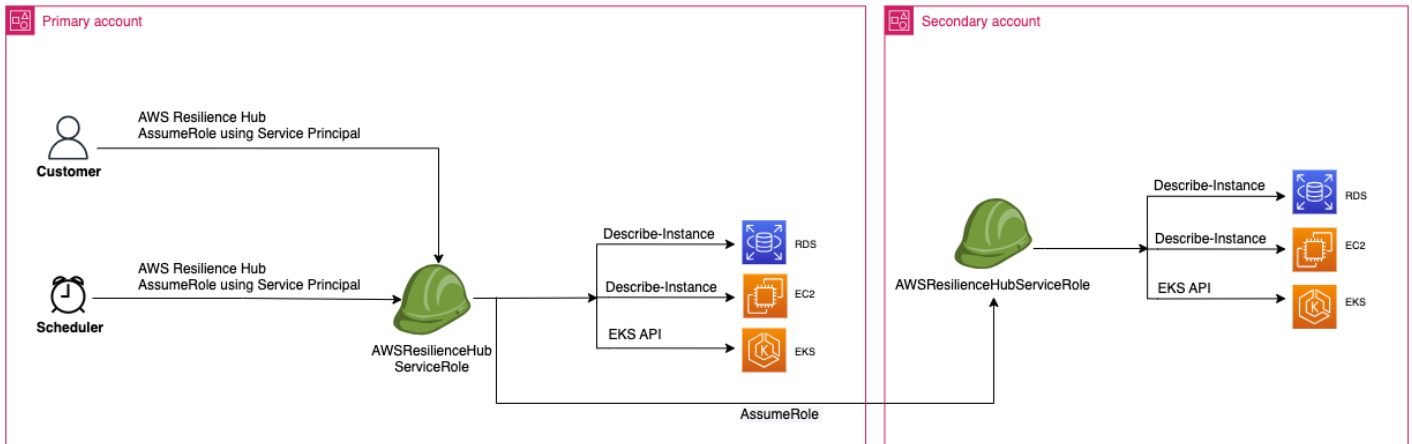 Primary account
AWS Resilience Hub
AssumeRole using Service Principal
Customer
AWS Resilience Hub
AssumeRole using Service Principal
Scheduler
AWSResilienceHub
ServiceRole
Describe-Instance
RDS
Describe-Instance
EC2
EKS API
EKS
AssumeRole
Secondary account
AWSResilienceHubServiceRole
Describe-Instance
RDS
Describe-Instance
EC2
EKS API
EKS